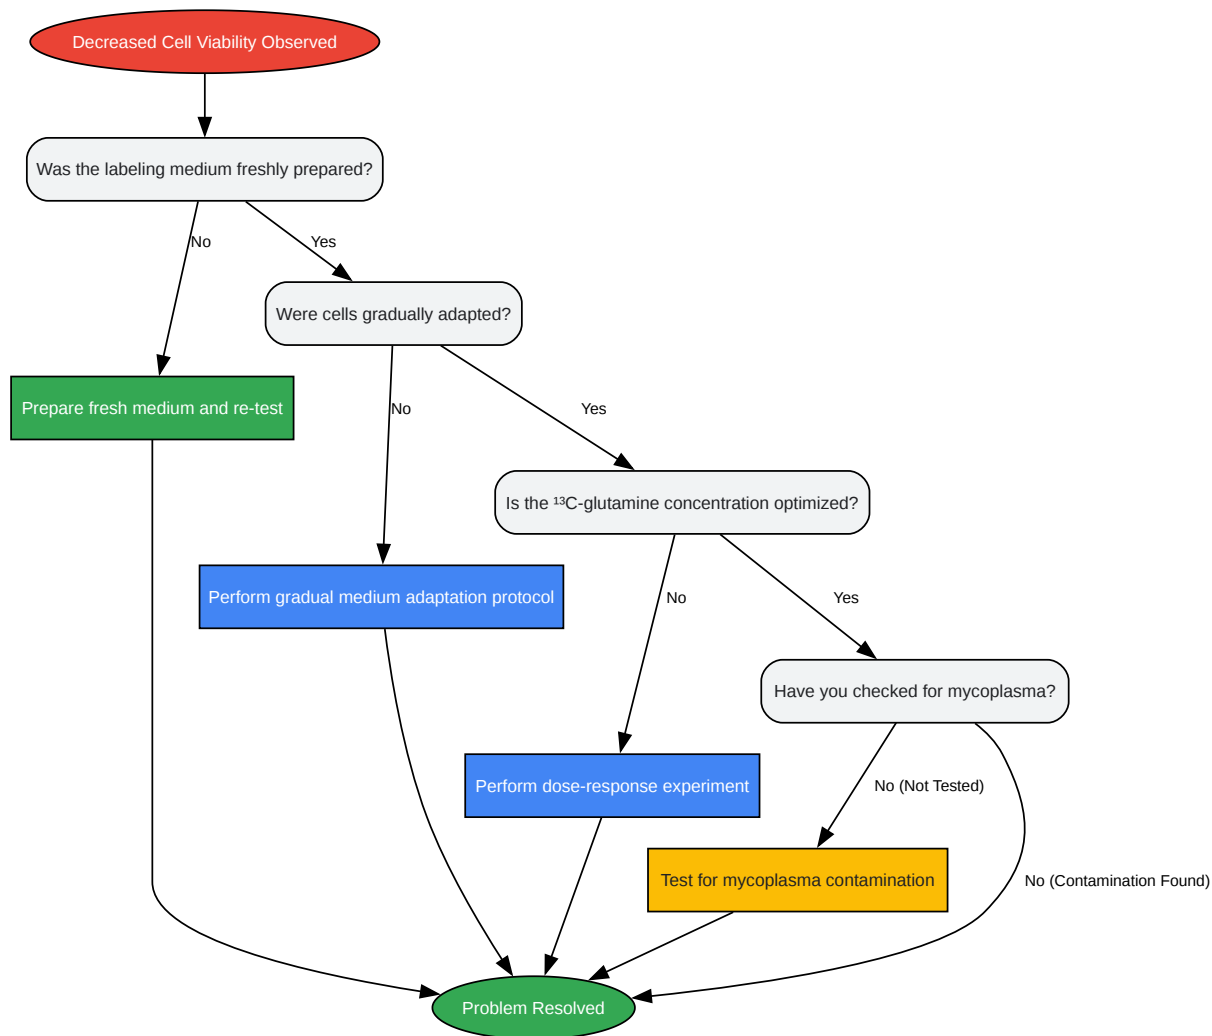 Decreased Cell Viability Observed
Was the labeling medium freshly prepared?
No
Yes
Were cells gradually adapted?
Prepare fresh medium and re-test
No
Yes
Is the ¹³C-glutamine concentration optimized?
Perform gradual medium adaptation protocol
No
Yes
Have you checked for mycoplasma?
Perform dose-response experiment
No (Not Tested)
Test for mycoplasma contamination
No (Contamination Found)
Problem Resolved